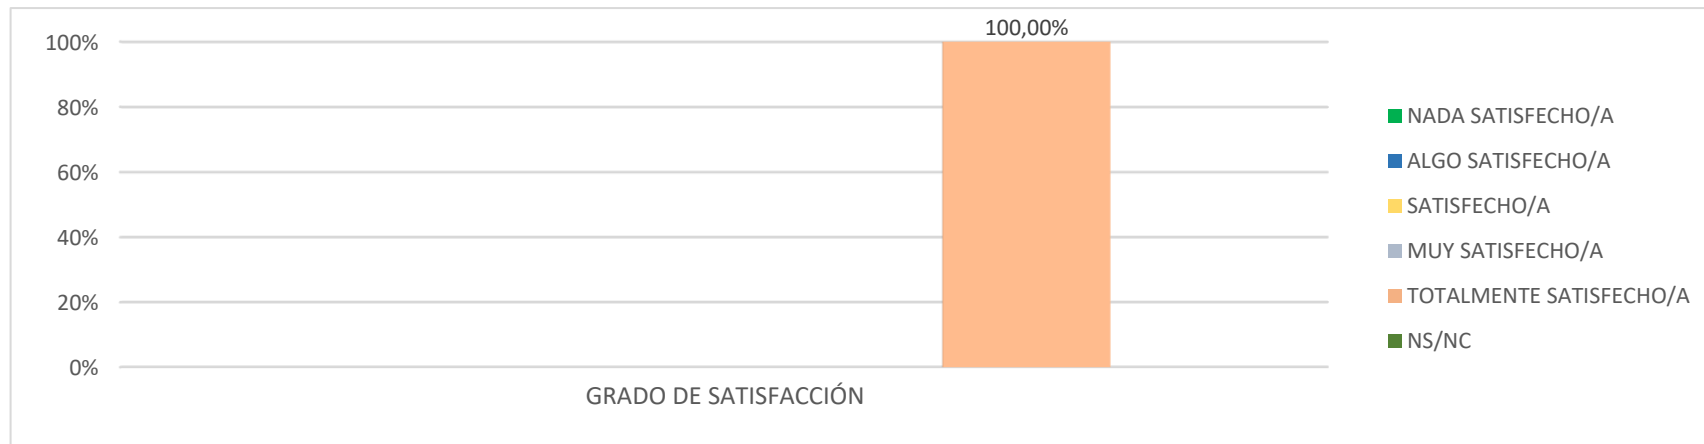 100,00%
100%
80%
60%
40%
20%
0%
GRADO DE SATISFACCIÓN
NADA SATISFECHO/A
ALGO SATISFECHO/A
SATISFECHO/A
MUY SATISFECHO/A
TOTALMENTE SATISFECHO/A
NS/NC